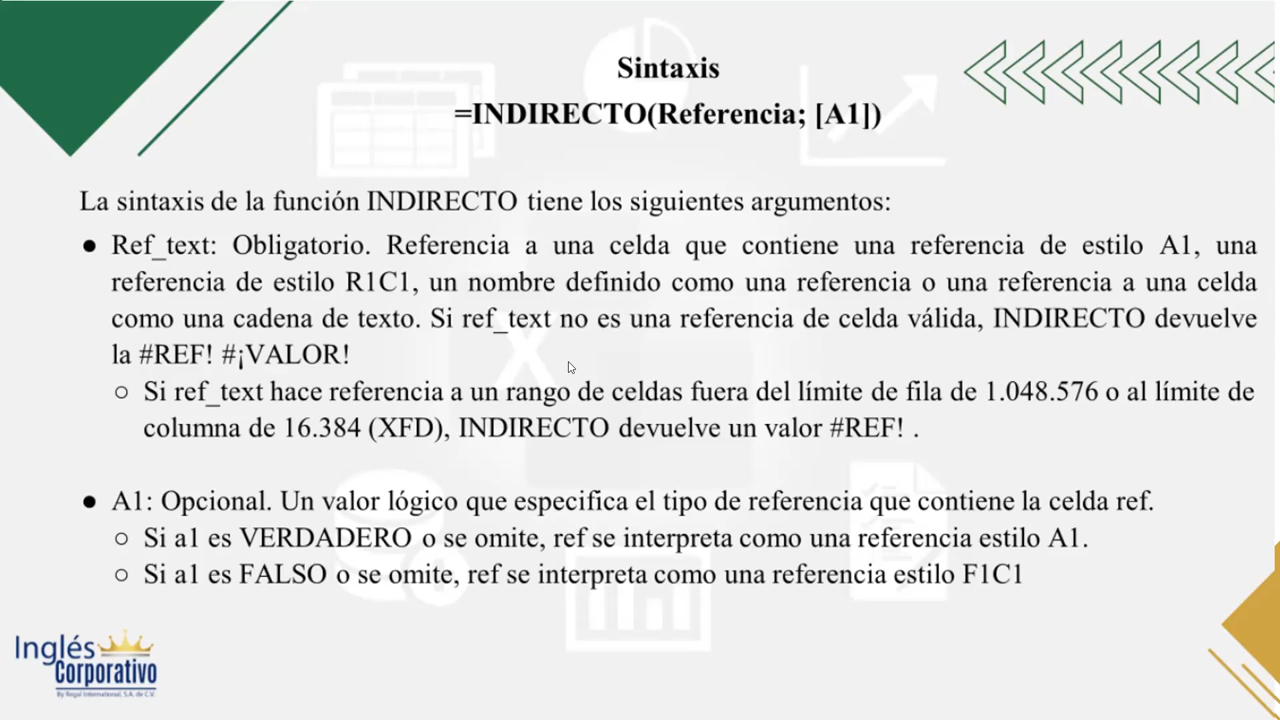 Sintaxis
=INDIRECTO(Referencia; [A1])
La sintaxis de la función INDIRECTO tiene los siguientes argumentos:
● Ref_text: Obligatorio. Referencia a una celda que contiene una referencia de estilo A1, una
referencia de estilo R1C1, un nombre definido como una referencia o una referencia a una celda
como una cadena de texto. Si ref_text no es una referencia de celda válida, INDIRECTO devuelve
la #REF! #¡VALOR!
○ Si ref_text hace referencia a un rango de celdas fuera del límite de fila de 1.048.576 o al límite de
columna de 16.384 (XFD), INDIRECTO devuelve un valor #REF! .
● A1: Opcional. Un valor lógico que especifica el tipo de referencia que contiene la celda ref.
○ Si a1 es VERDADERO o se omite, ref se interpreta como una referencia estilo A1.
○ Si a1 es FALSO o se omite, ref se interpreta como una referencia estilo F1C1
Inglés
Corporativo
By Regal International, S.A. de C.V.